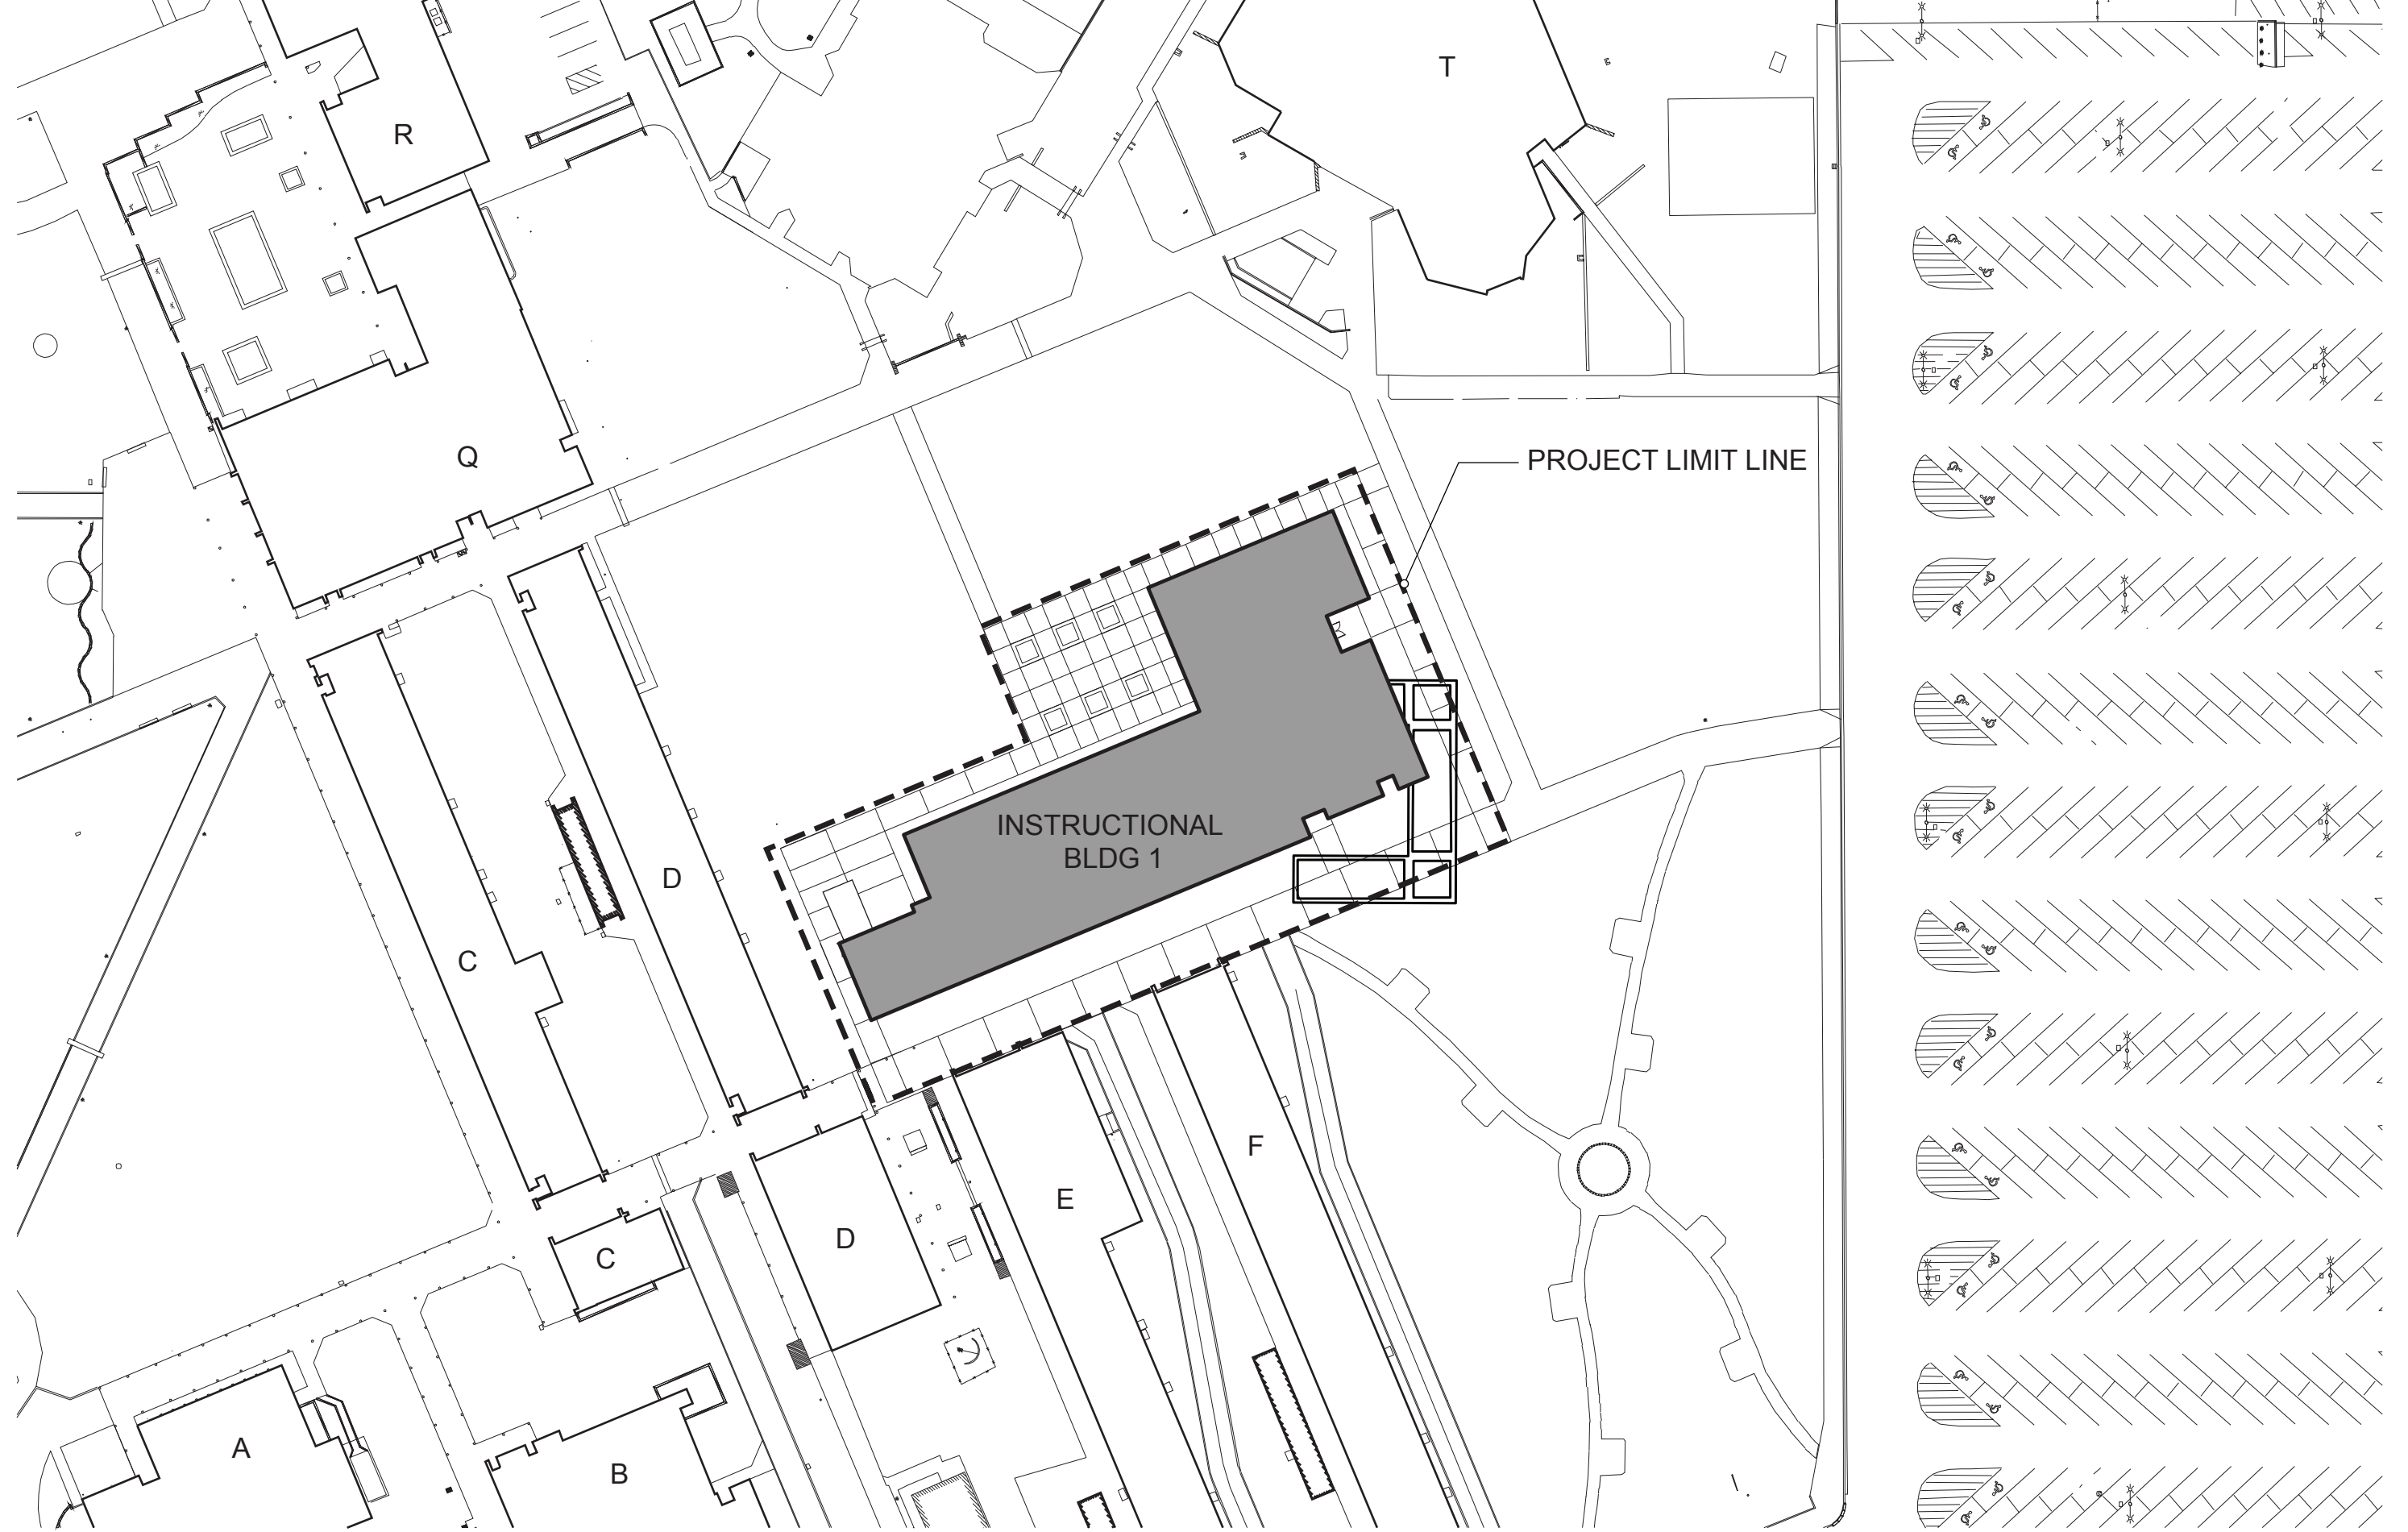 T
R
Q
PROJECT LIMIT LINE
INSTRUCTIONAL
BLDG 1
D
C
F
E
D
C
A
B